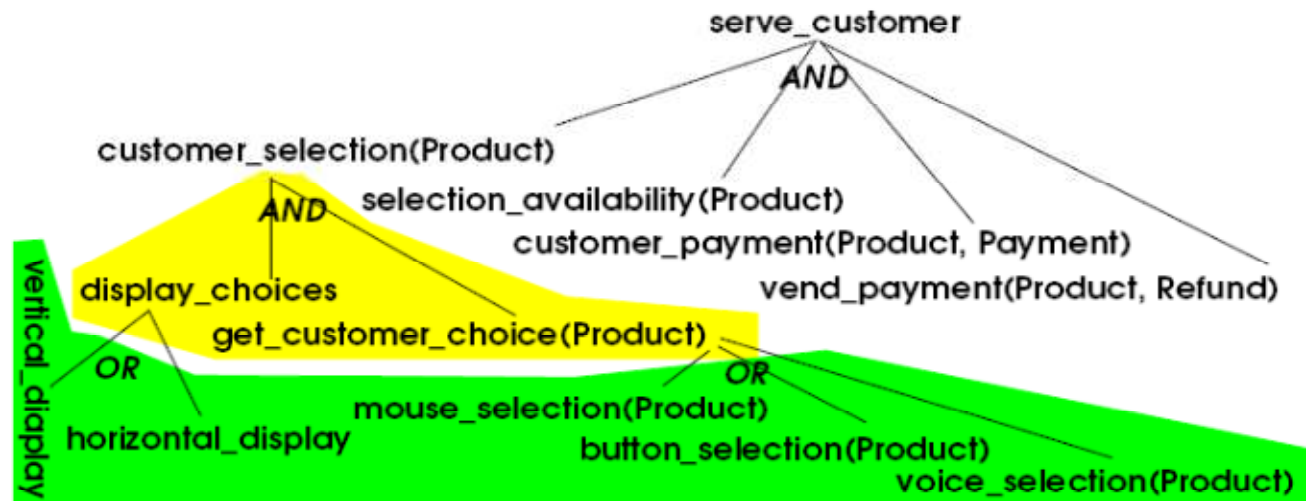 serve_customer
AND
customer_selection(Product)
selection_availability(Product)
AND
customer_payment(Product, Payment)
vertical_diaplay
display_choices
vend_payment(Product, Refund)
get_customer_choice(Product)
OR
OR
mouse_selection(Product)
horizontal_display
button_selection(Product)
voice_selection(Product)